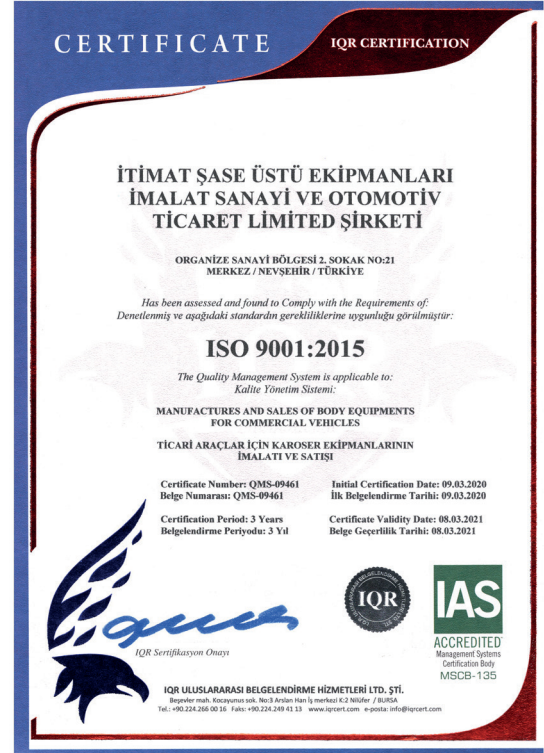 CERTIFICATE
IQR CERTIFICATION
İTİMAT ŞASE ÜSTÜ EKİPMANLARI
İMALAT SANAYİ VE OTOMOTİV
TİCARET LİMİTED ŞİRKETİ
ORGANİZE SANAYİ BÖLGESİ 2. SOKAK NO:21
MERKEZ / NEVŞEHİR / TÜRKİYE
Has been assessed and found to Comply with the Requirements of:
Denetlenmiş ve aşağıdaki standardın gerekliliklerine uygunluğu görülmüştür:
ISO 9001:2015
The Quality Management System is applicable to:
Kalite Yönetim Sistemi:
MANUFACTURES AND SALES OF BODY EQUIPMENTS
FOR COMMERCIAL VEHICLES
TİCARİ ARAÇLAR İÇİN KAROSER EKİPMANLARININ
İMALATI VE SATIŞI
Certificate Number: QMS-09461
Belge Numarası: QMS-09461
Initial Certification Date: 09.03.2020
İlk Belgelendirme Tarihi: 09.03.2020
Certification Period: 3 Years
Belgelendirme Periyodu: 3 Yıl
Certificate Validity Date: 08.03.2021
Belge Geçerlilik Tarihi: 08.03.2021
IQR Sertifikasyon Onayı
IQR
IAS
ACCREDITED
Management Systems
Certification Body
MSCB-135
IQR ULUSLARARASI BELGELENDİRME HİZMETLERİ LTD. ŞTİ.
Beşevler mah. Kocayunus sok. No:3 Arslan Han İş merkezi K:2 Nilüfer / BURSA
Tel.: +90.224.266 00 16 Faks: +90.224.249 41 13 www.iqrcert.com e-posta: info@iqrcert.com